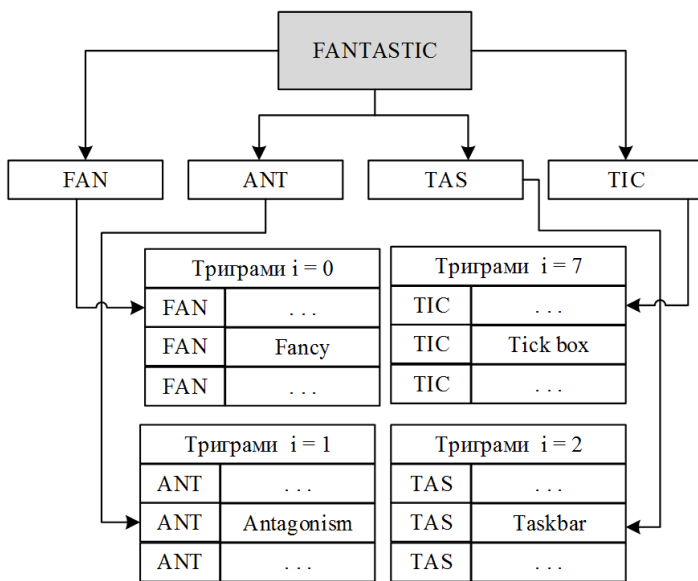 FANTASTIC
FAN
ANT
TAS
TIC
Триграми i = 0
FAN . . .
FAN Fancy
FAN . . .
Триграми i = 7
TIC . . .
TIC Tick box
TIC . . .
Триграми i = 1
ANT . . .
ANT Antagonism
ANT . . .
Триграми i = 2
TAS . . .
TAS Taskbar
TAS . . .